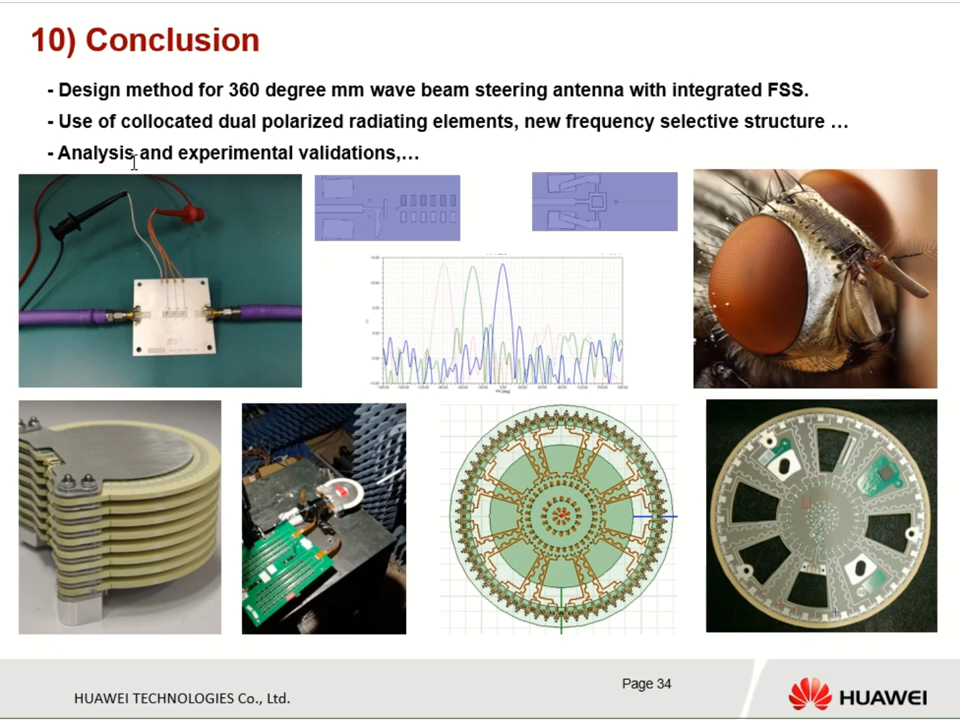 10) Conclusion
- Design method for 360 degree mm wave beam steering antenna with integrated FSS.
- Use of collocated dual polarized radiating elements, new frequency selective structure …
- Analysis and experimental validations,…
HUAWEI TECHNOLOGIES Co., Ltd.
Page 34
HUAWEI